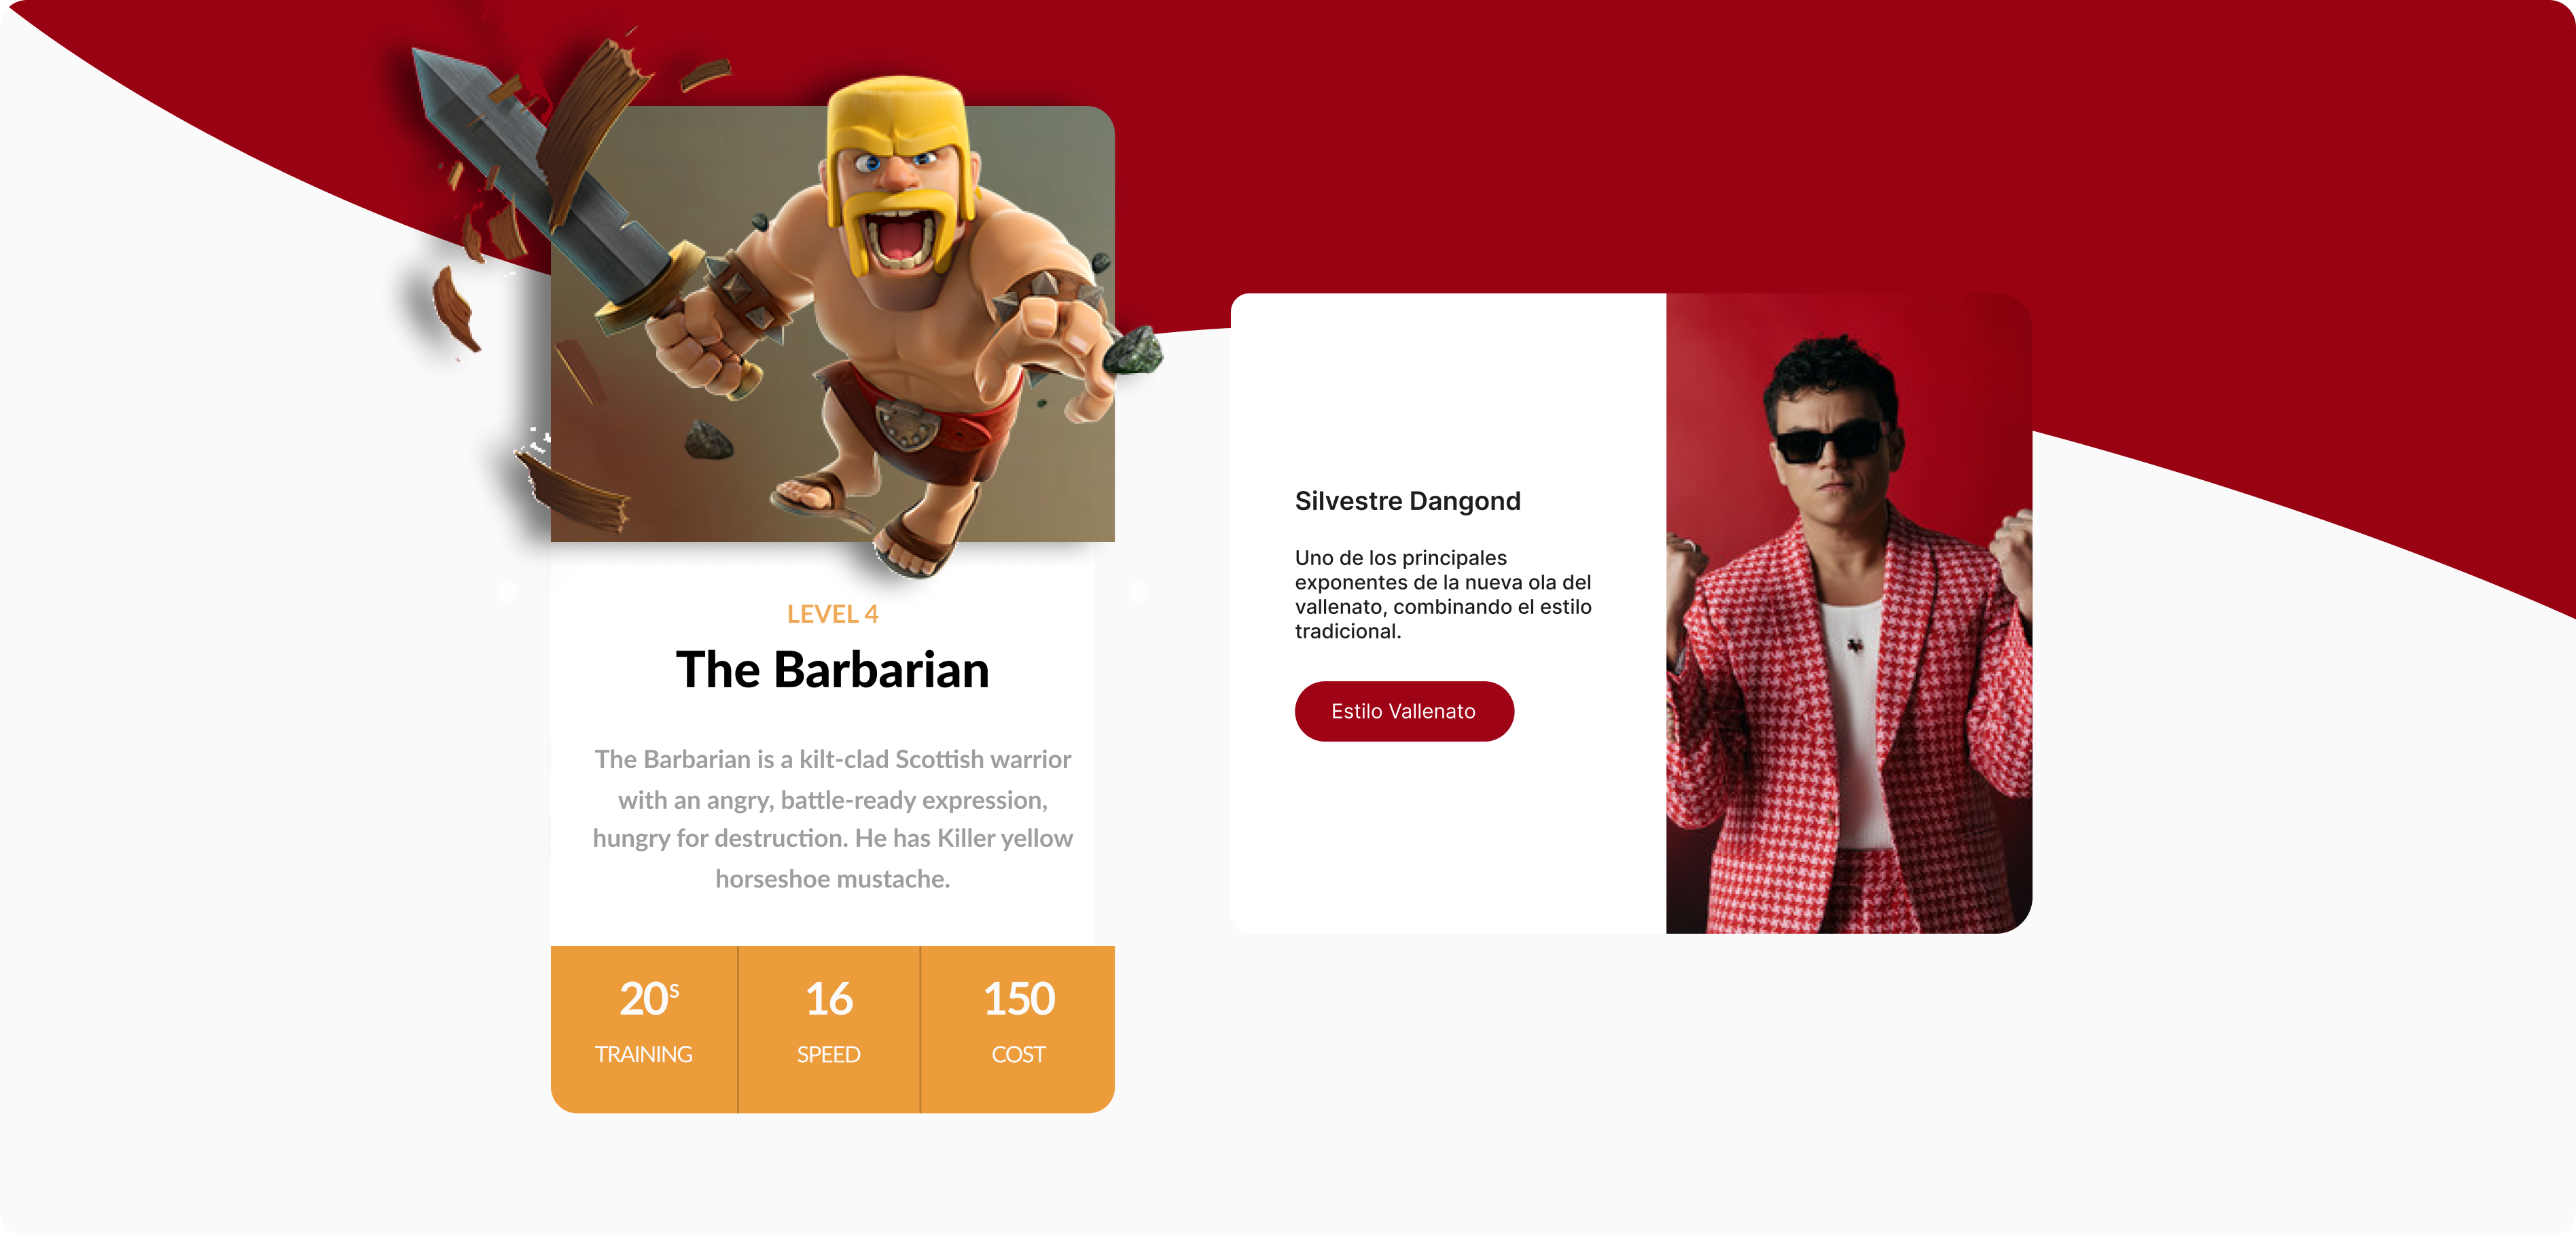 LEVEL 4
The Barbarian
The Barbarian is a kilt-clad Scottish warrior
with an angry, battle-ready expression,
hungry for destruction. He has Killer yellow
horseshoe mustache.
20S
TRAINING
16
SPEED
150
COST
Silvestre Dangond
Uno de los principales
exponentes de la nueva ola del
vallenato, combinando el estilo
tradicional.
Estilo Vallenato